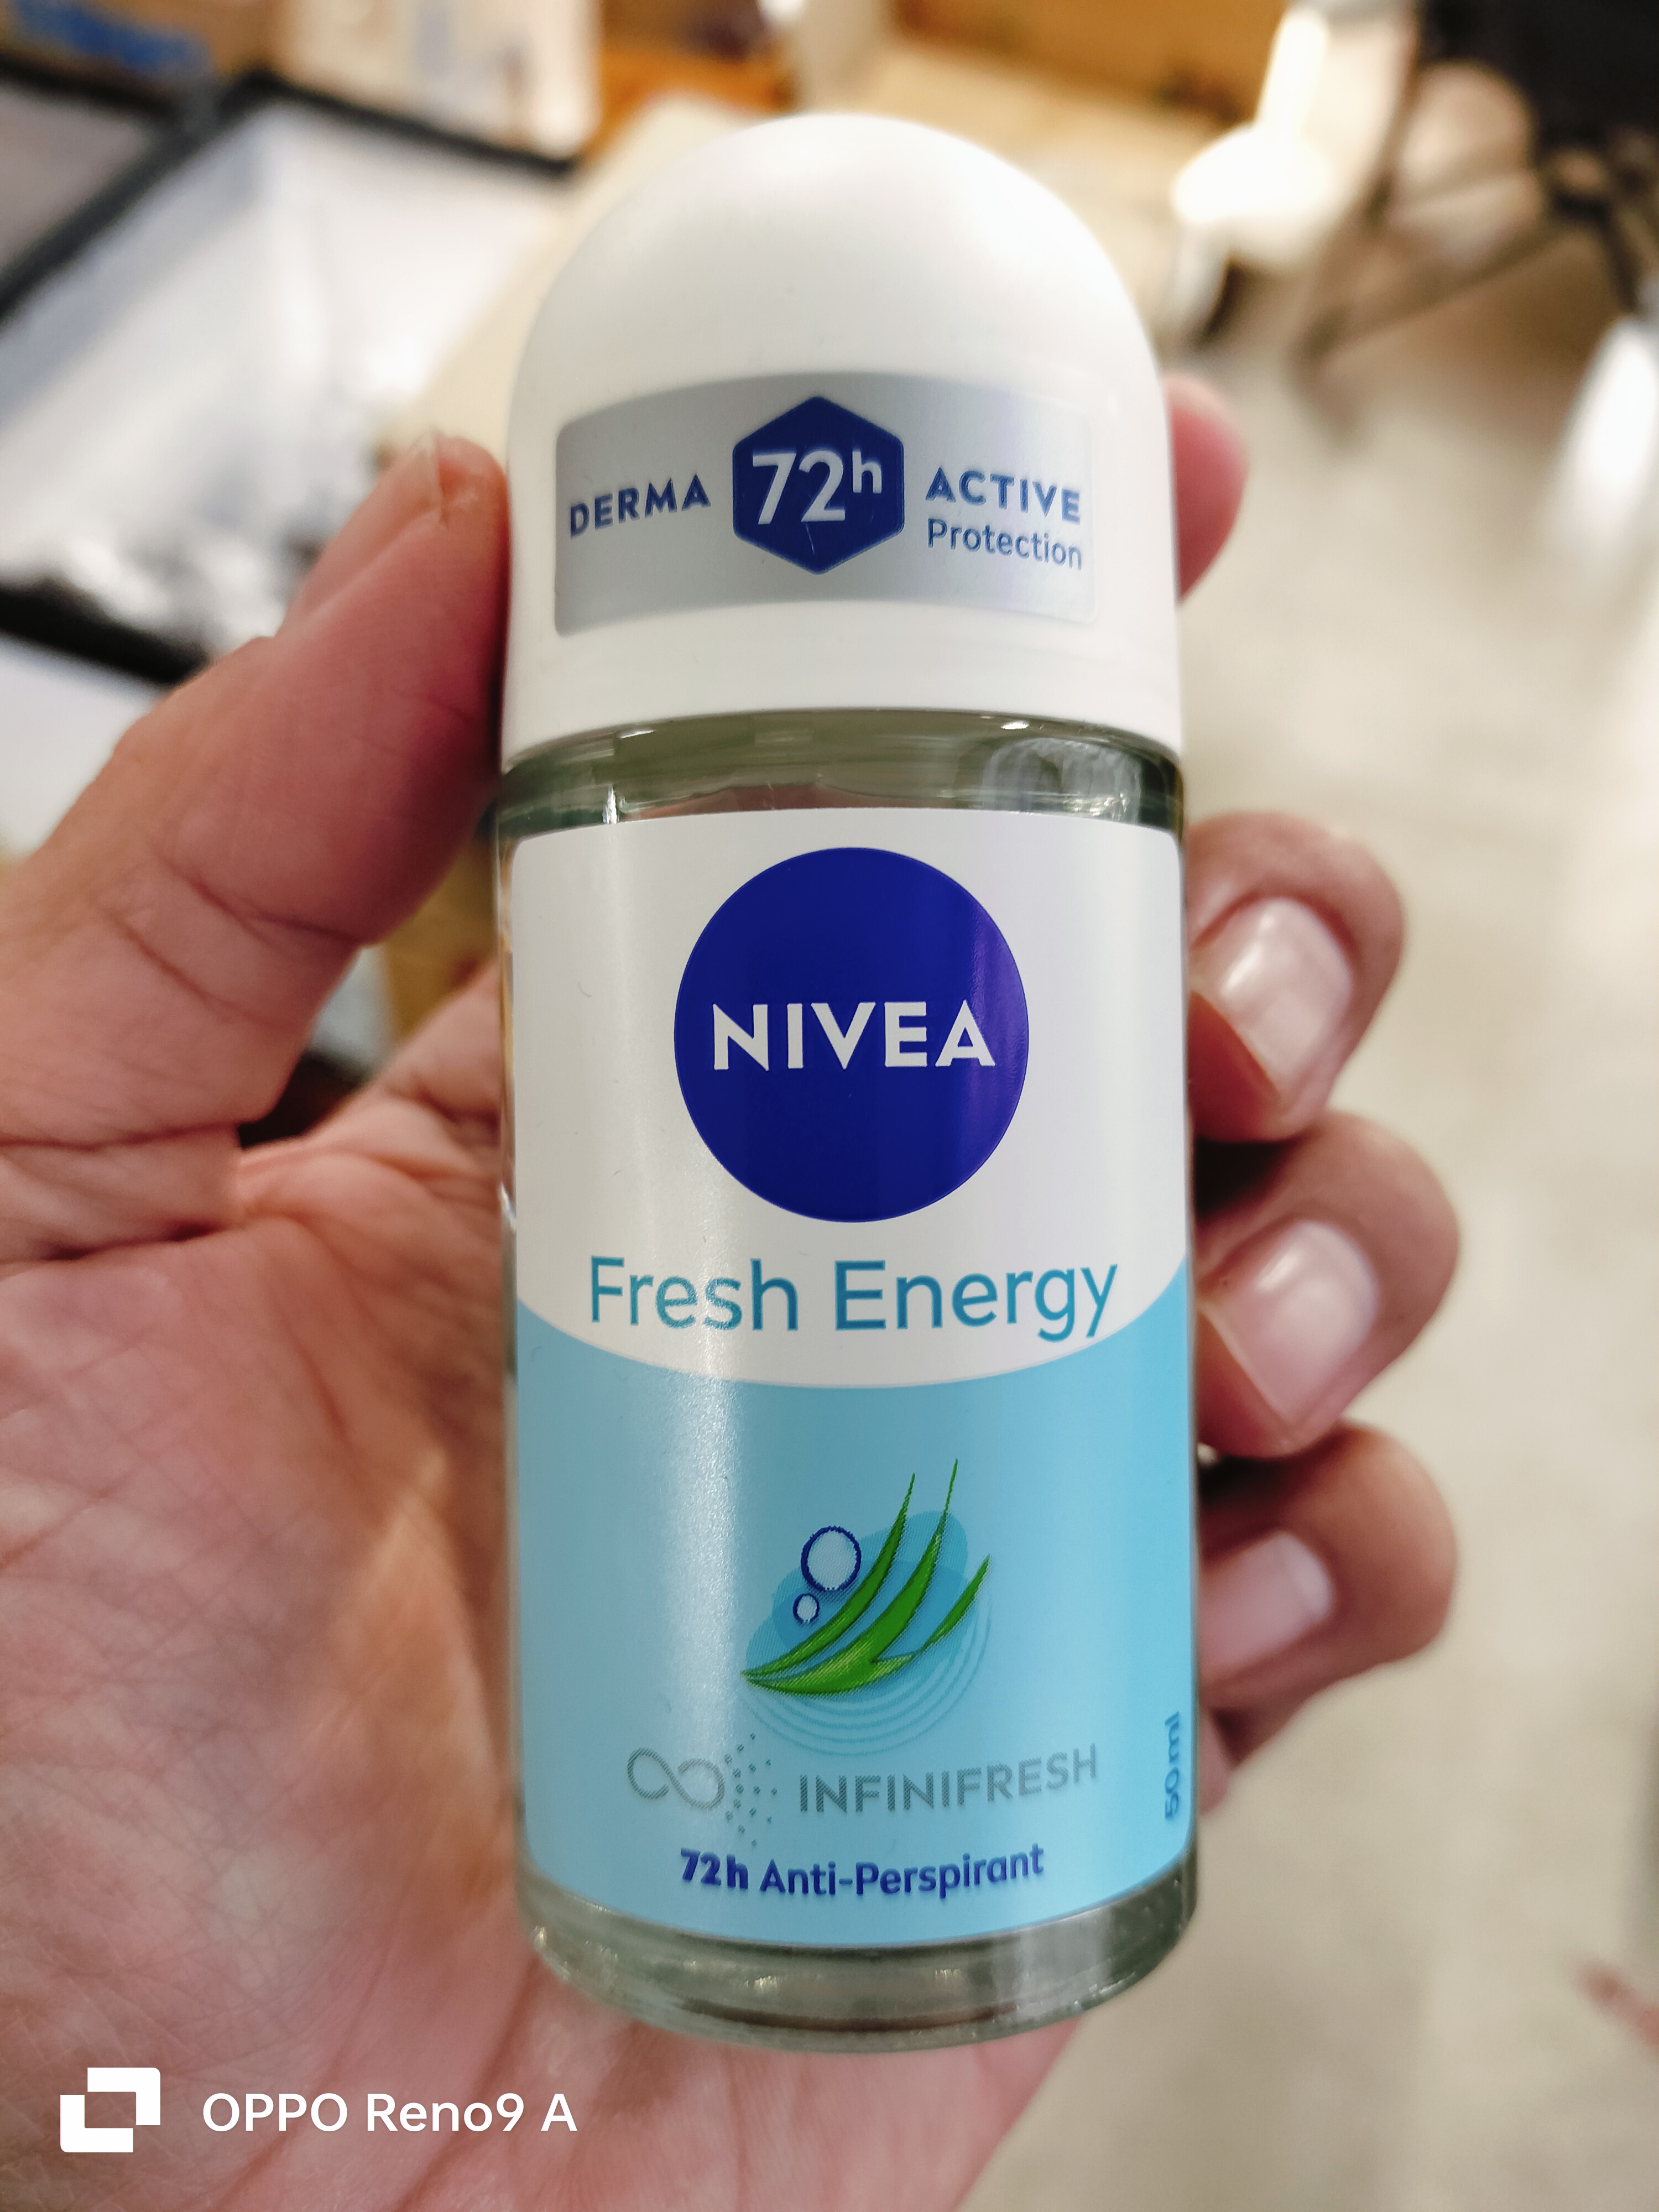 DERMA 72h ACTIVE
Protection
NIVEA
Fresh Energy
INFINIFRESH
50 ml
72h Anti-Perspirant
OPPO Reno9 A